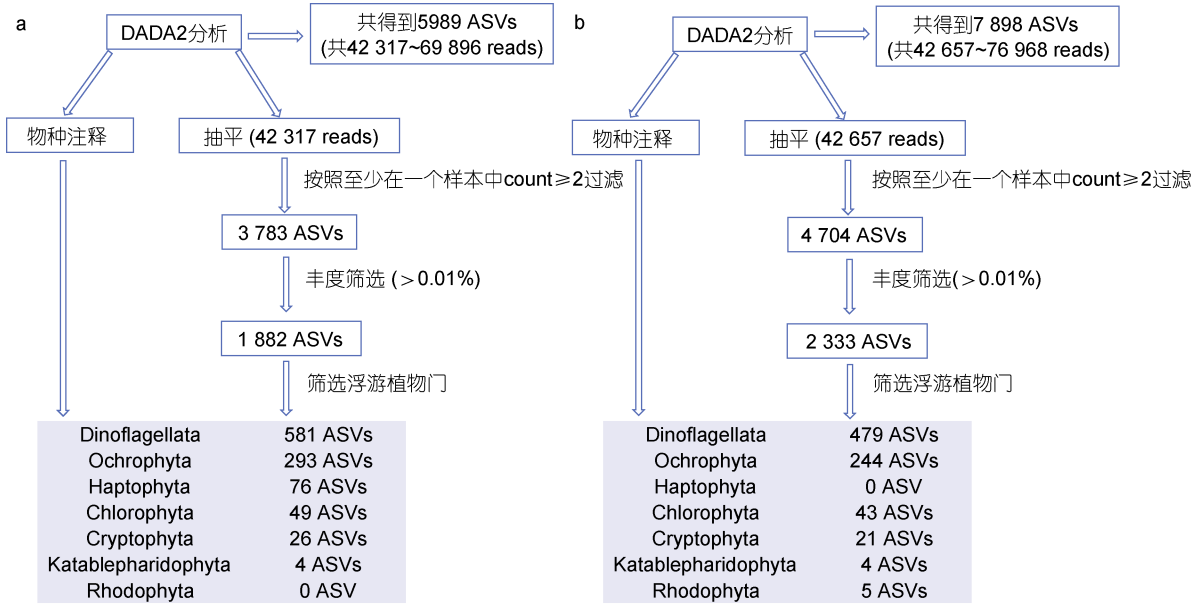 a
DADA2分析
共得到5989 ASVs
(共42 317~69 896 reads)
物种注释
抽平 (42 317 reads)
按照至少在一个样本中count≥2过滤
3 783 ASVs
丰度筛选 (＞0.01%)
1 882 ASVs
筛选浮游植物门
Dinoflagellata 581 ASVs
Ochrophyta 293 ASVs
Haptophyta 76 ASVs
Chlorophyta 49 ASVs
Cryptophyta 26 ASVs
Katablepharidophyta 4 ASVs
Rhodophyta 0 ASV
b
DADA2分析
共得到7 898 ASVs
(共42 657~76 968 reads)
物种注释
抽平 (42 657 reads)
按照至少在一个样本中count≥2过滤
4 704 ASVs
丰度筛选(＞0.01%)
2 333 ASVs
筛选浮游植物门
Dinoflagellata 479 ASVs
Ochrophyta 244 ASVs
Haptophyta 0 ASV
Chlorophyta 43 ASVs
Cryptophyta 21 ASVs
Katablepharidophyta 4 ASVs
Rhodophyta 5 ASVs